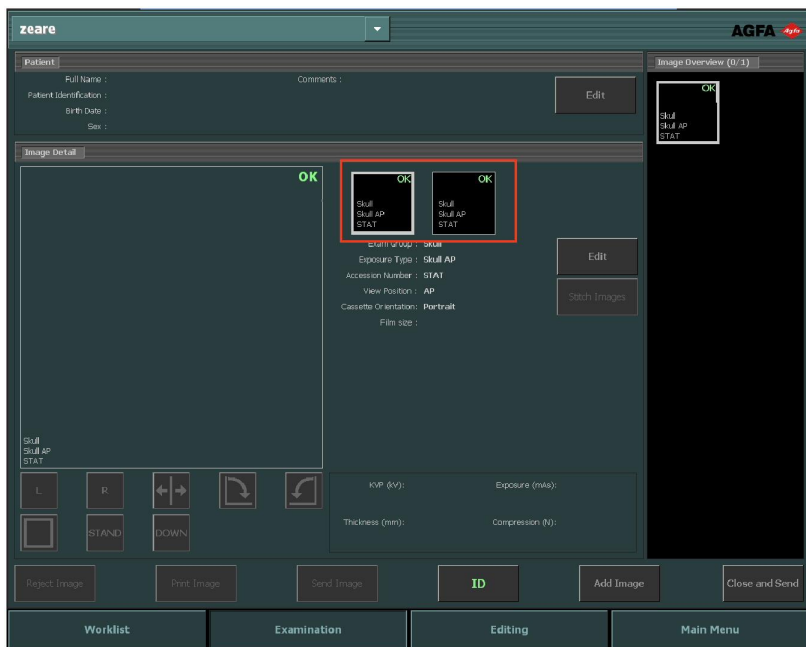 zeare
AGFA
Agfa
Patient
Full Name :
Comments :
Patient Identification :
Birth Date :
Sex :
Edit
Image Overview (0/1)
OK
Skull
Skull AP
STAT
Image Detail
OK
Skull
Skull AP
STAT
OK
Skull
Skull AP
STAT
OK
Skull
Skull AP
STAT
Exam Group : Skull
Exposure Type : Skull AP
Accession Number : STAT
View Position : AP
Cassette Orientation: Portrait
Film size :
Edit
Stitch Images
L
R
STAND
DOWN
KVP (kV):
Exposure (mAs):
Thickness (mm):
Compression (N):
Reject Image
Print Image
Send Image
ID
Add Image
Close and Send
Worklist
Examination
Editing
Main Menu